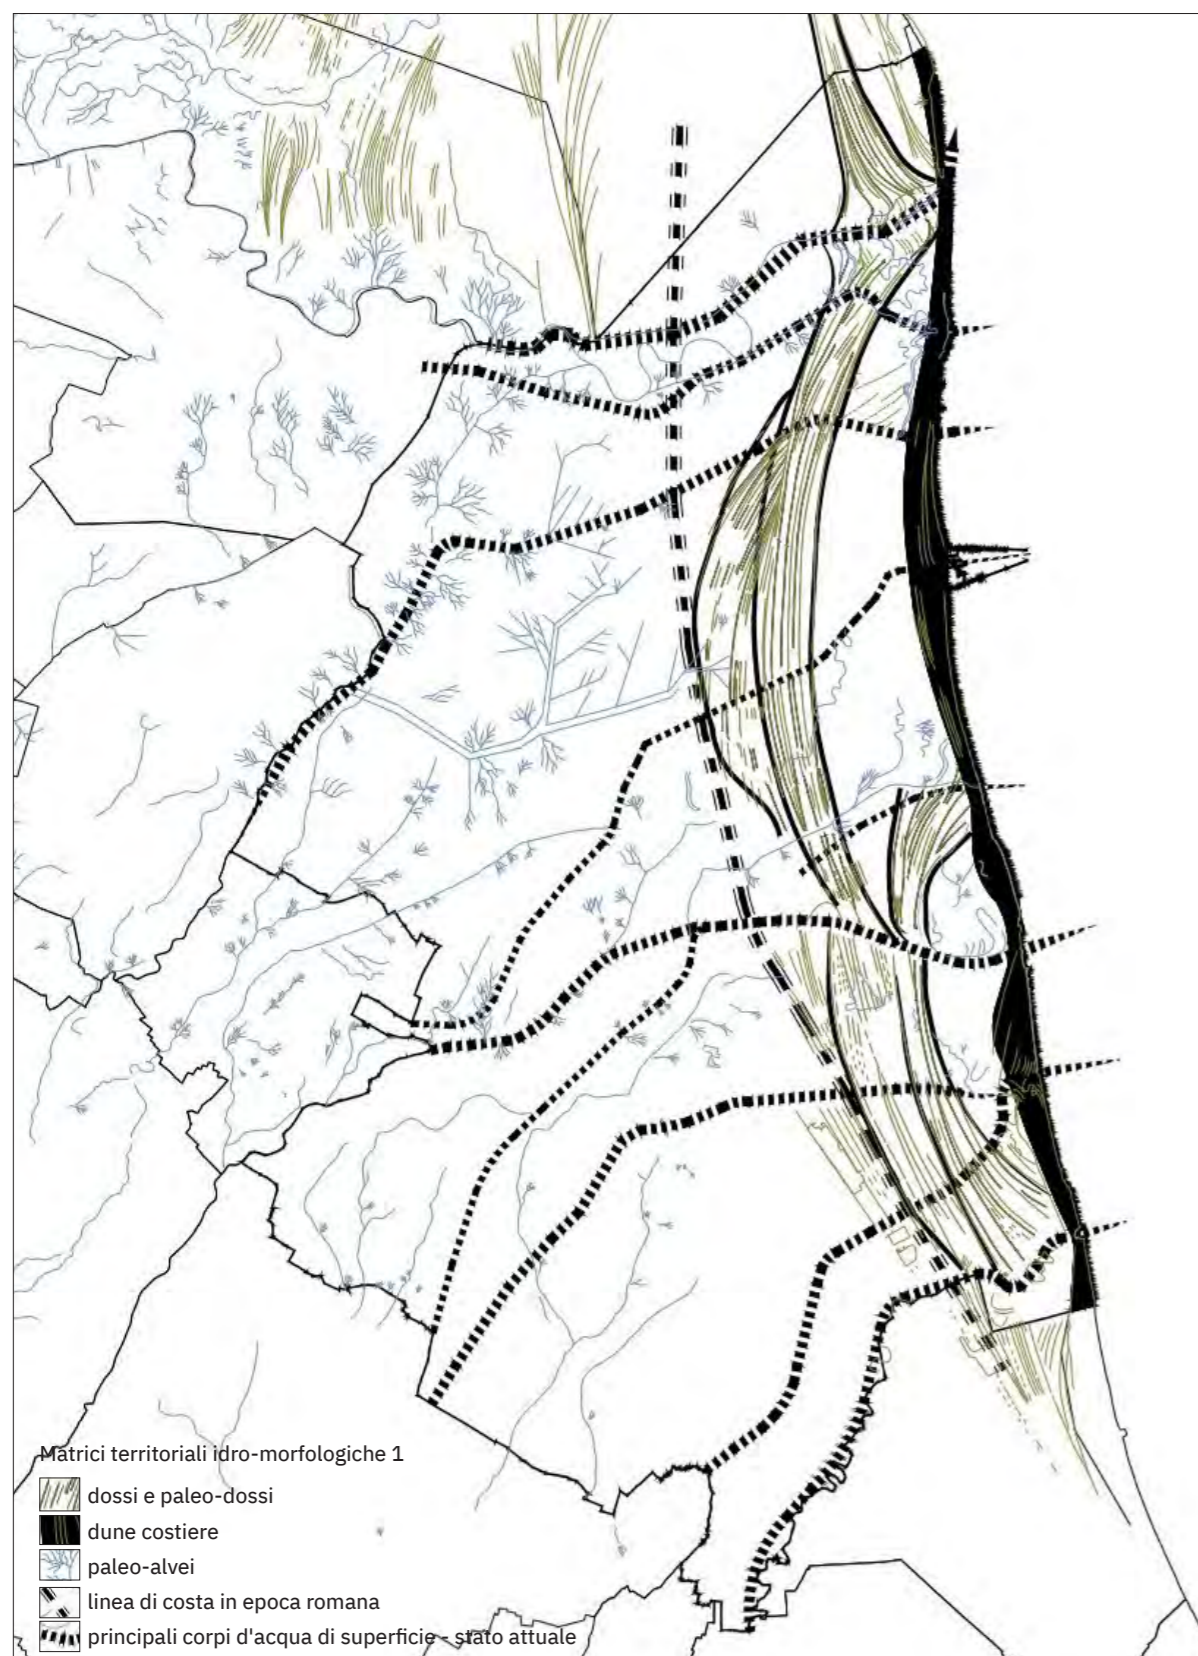 Matrici territoriali idro-morfologiche 1
dossi e paleo-dossi
dune costiere
paleo-alvei
linea di costa in epoca romana
principali corpi d'acqua di superficie - stato attuale